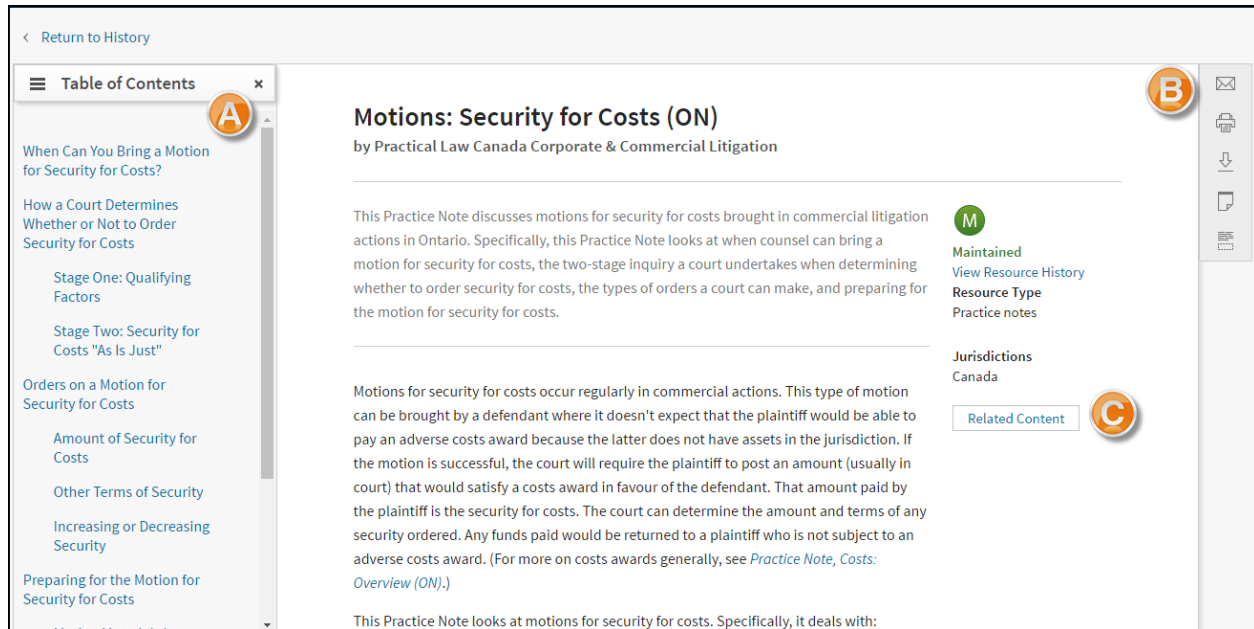 Return to History
Table of Contents
A
When Can You Bring a Motion
for Security for Costs?
How a Court Determines
Whether or Not to Order
Security for Costs
Stage One: Qualifying
Factors
Stage Two: Security for
Costs "As Is Just"
Orders on a Motion for
Security for Costs
Amount of Security for
Costs
Other Terms of Security
Increasing or Decreasing
Security
Preparing for the Motion for
Security for Costs
Motions: Security for Costs (ON)
by Practical Law Canada Corporate & Commercial Litigation
This Practice Note discusses motions for security for costs brought in commercial litigation
actions in Ontario. Specifically, this Practice Note looks at when counsel can bring a
motion for security for costs, the two-stage inquiry a court undertakes when determining
whether to order security for costs, the types of orders a court can make, and preparing for
the motion for security for costs.
Motions for security for costs occur regularly in commercial actions. This type of motion
can be brought by a defendant where it doesn't expect that the plaintiff would be able to
pay an adverse costs award because the latter does not have assets in the jurisdiction. If
the motion is successful, the court will require the plaintiff to post an amount (usually in
court) that would satisfy a costs award in favour of the defendant. That amount paid by
the plaintiff is the security for costs. The court can determine the amount and terms of any
security ordered. Any funds paid would be returned to a plaintiff who is not subject to an
adverse costs award. (For more on costs awards generally, see Practice Note, Costs:
Overview (ON).)
This Practice Note looks at motions for security for costs. Specifically, it deals with:
M
Maintained
View Resource History
Resource Type
Practice notes
Jurisdictions
Canada
Related Content
C
B